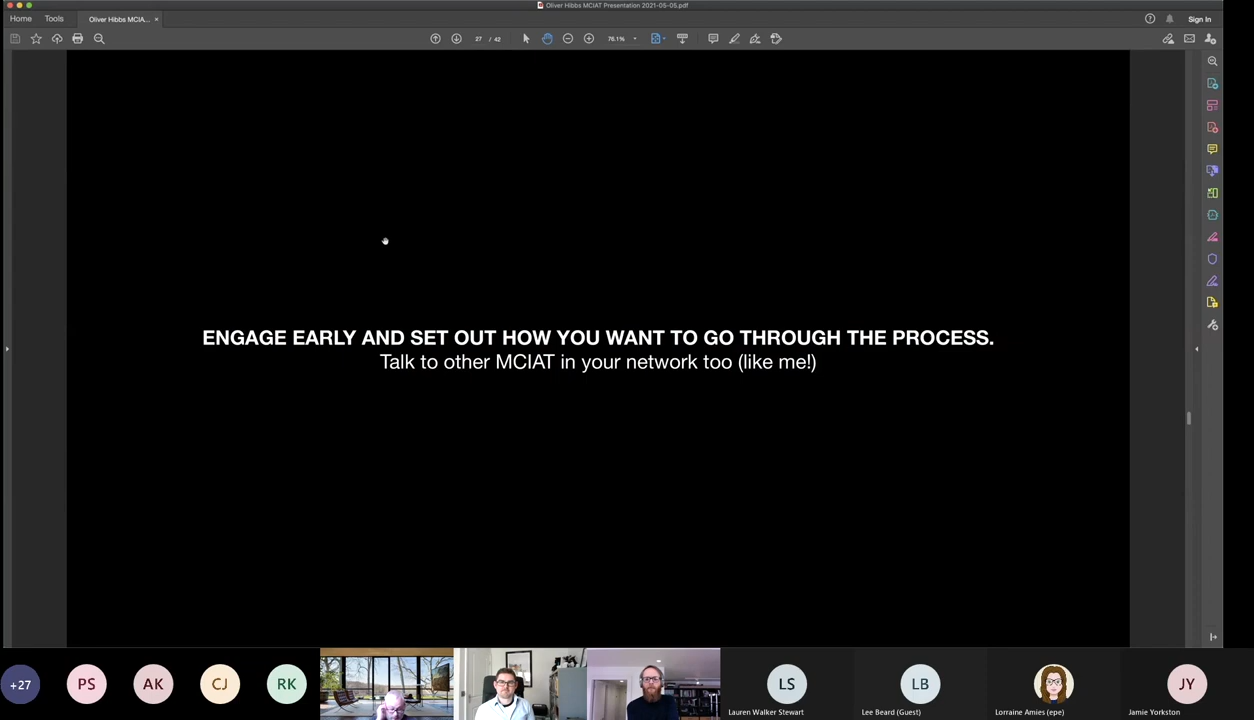 Oliver Hibbs MCIAT Presentation 2021-05-05.pdf
Home Tools Oliver Hibbs MCIA... × Sign In
27 / 42 76.1%
ENGAGE EARLY AND SET OUT HOW YOU WANT TO GO THROUGH THE PROCESS.
Talk to other MCIAT in your network too (like me!)
+27 PS AK CJ RK LS LB JY
Lauren Walker Stewart Lee Beard (Guest) Lorraine Amies (epe) Jamie Yorkston